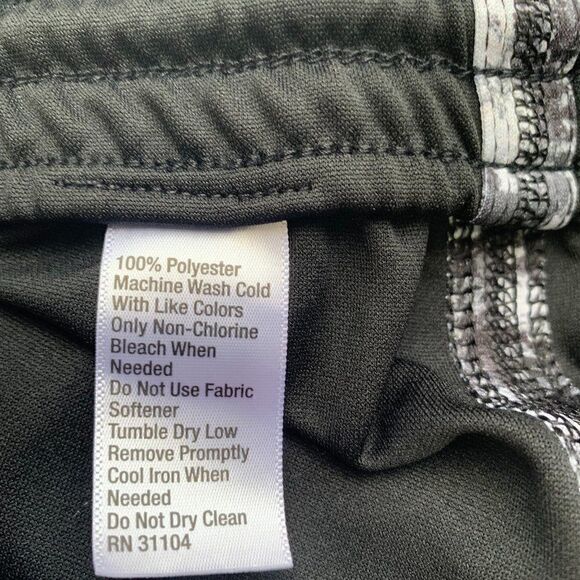 100% Polyester
Machine Wash Cold
With Like Colors
Only Non-Chlorine
Bleach When
Needed
Do Not Use Fabric
Softener
Tumble Dry Low
Remove Promptly
Cool Iron When
Needed
Do Not Dry Clean
RN 31104